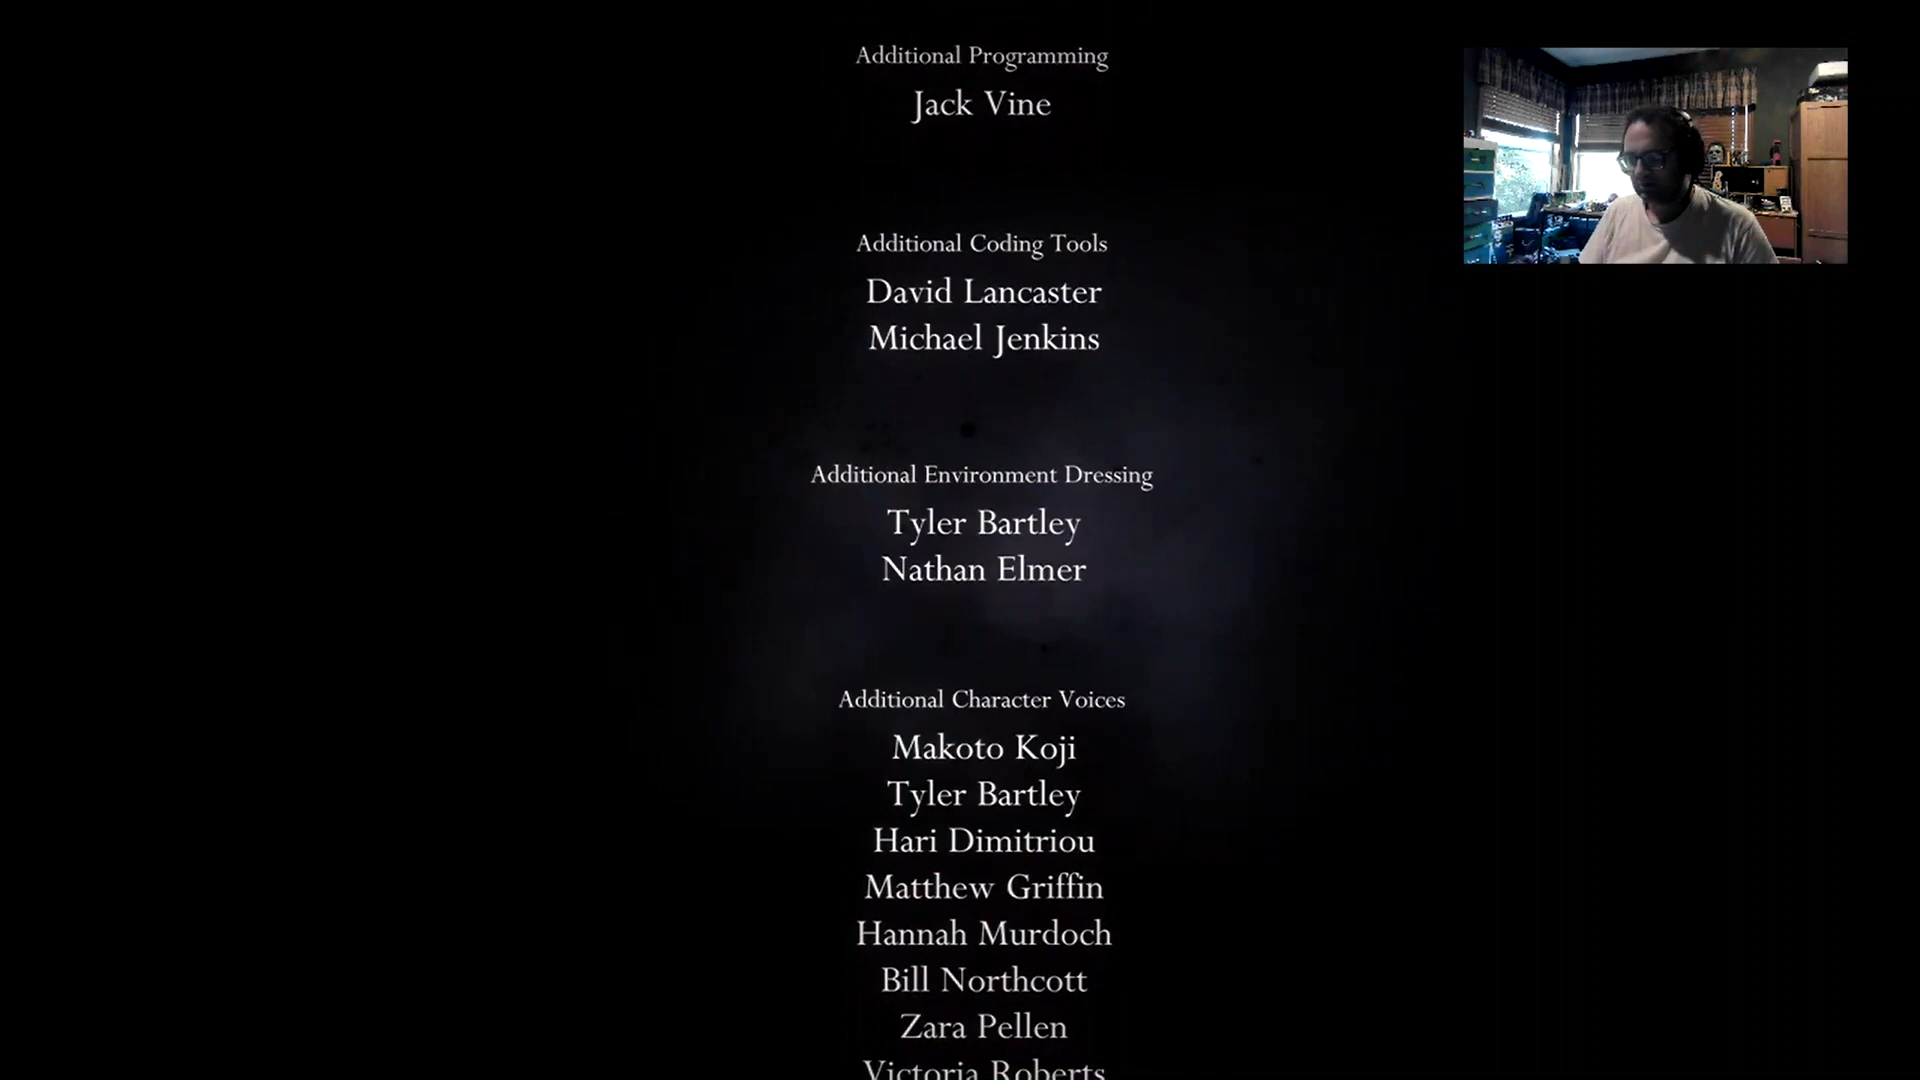 Additional Programming
Jack Vine
Additional Coding Tools
David Lancaster
Michael Jenkins
Additional Environment Dressing
Tyler Bartley
Nathan Elmer
Additional Character Voices
Makoto Koji
Tyler Bartley
Hari Dimitriou
Matthew Griffin
Hannah Murdoch
Bill Northcott
Zara Pellen
Victoria Roberts